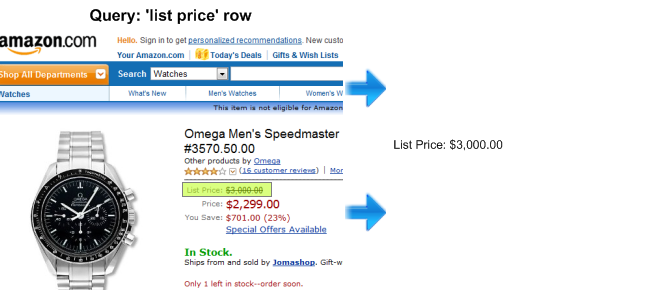 Query: 'list price' row
amazon.com
Hello. Sign in to get personalized recommendations. New custo
Your Amazon.com | Today's Deals | Gifts & Wish Lists
Shop All Departments Search Watches
Watches What's New Men's Watches Women's W
This item is not eligible for Amazon
Omega Men's Speedmaster
#3570.50.00
Other products by Omega
(16 customer reviews) | Mor
List Price: $3,000.00
List Price: $3,000.00
Price: $2,299.00
You Save: $701.00 (23%)
Special Offers Available
In Stock.
Ships from and sold by Jomashop. Gift-w
Only 1 left in stock--order soon.